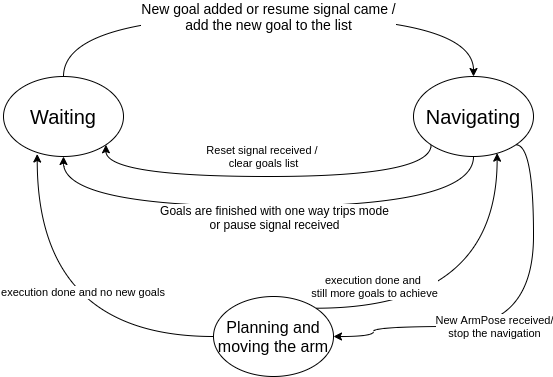 New goal added or resume signal came /
add the new goal to the list
Waiting
Navigating
Reset signal received /
clear goals list
Goals are finished with one way trips mode
or pause signal received
execution done and
still more goals to achieve
execution done and no new goals
New ArmPose received/
stop the navigation
Planning and
moving the arm